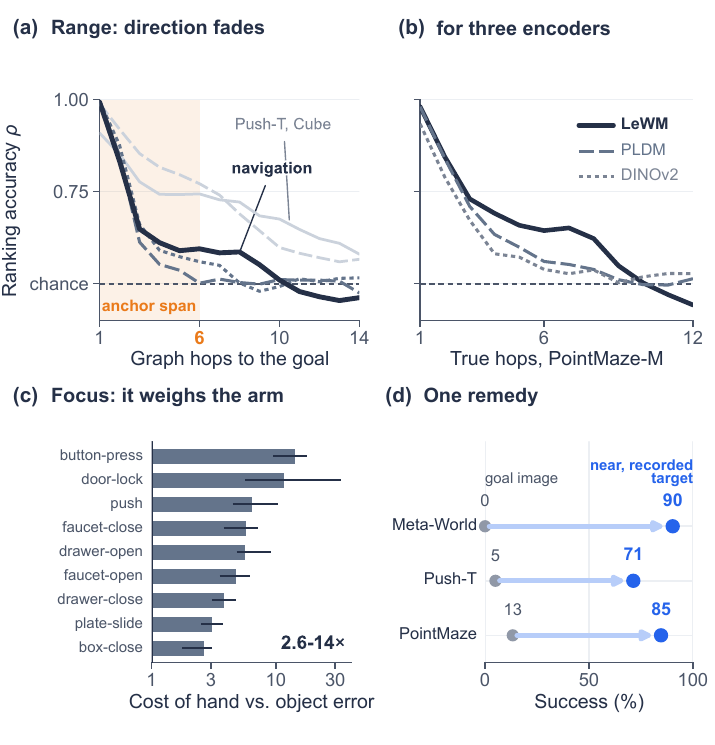 (a) Range: direction fades
Ranking accuracy ρ
1.00
0.75
chance
Push-T, Cube
navigation
anchor span
1
6
10
14
Graph hops to the goal
(b) for three encoders
LeWM
PLDM
DINOv2
1
6
12
True hops, PointMaze-M
(c) Focus: it weighs the arm
button-press
door-lock
push
faucet-close
drawer-open
faucet-open
drawer-close
plate-slide
box-close
2.6-14×
1
3
10
30
Cost of hand vs. object error
(d) One remedy
goal image
near, recorded
target
0
90
Meta-World
5
71
Push-T
13
85
PointMaze
0
50
100
Success (%)